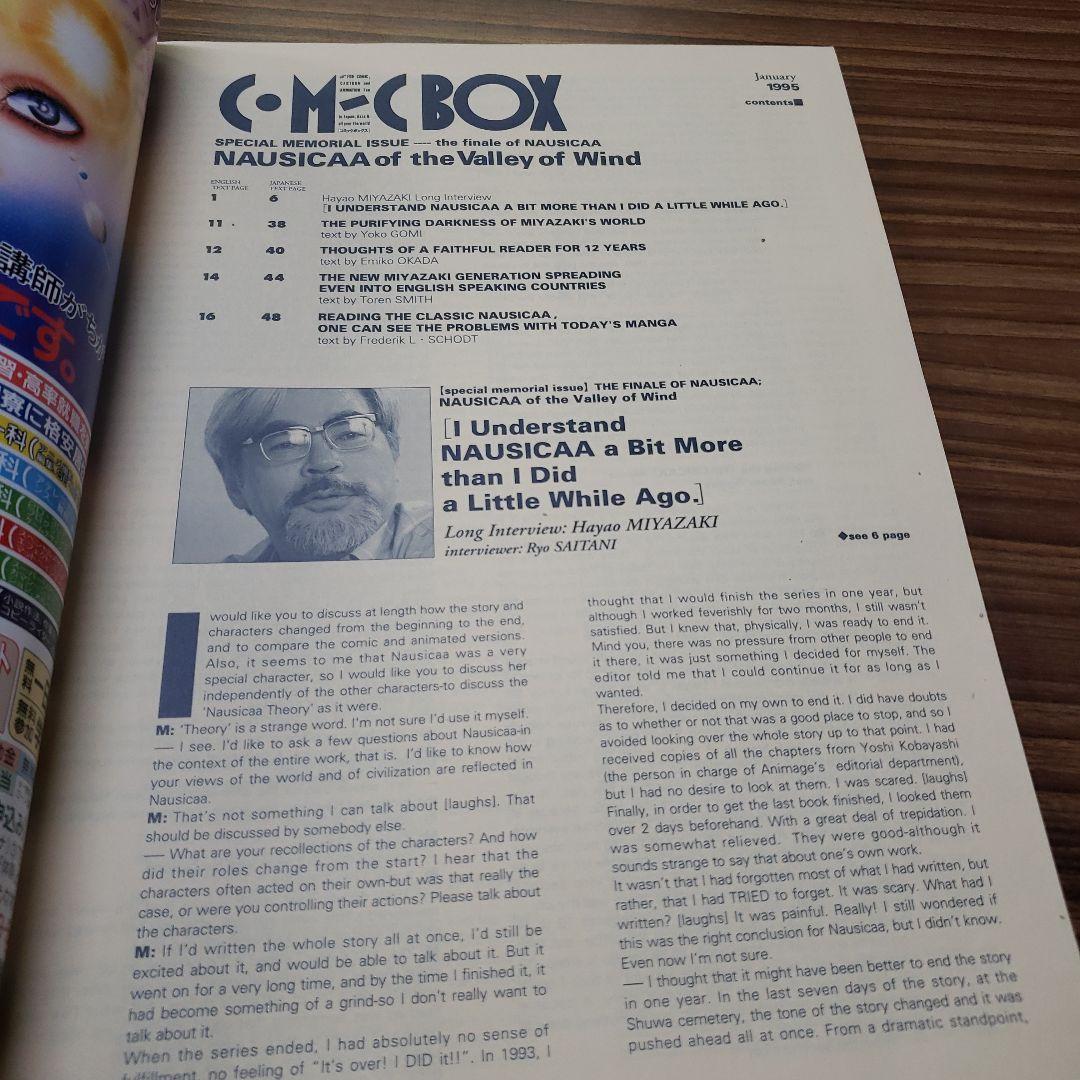 講師が
です。
C・MiC BOX
January
1995
contents■
SPECIAL MEMORIAL ISSUE ---- the finale of NAUSICAA
NAUSICAA of the Valley of Wind
ENGLISH
TEXT PAGE
JAPANESE
TEXT PAGE
1 6 Hayao MIYAZAKI Long Interview
[I UNDERSTAND NAUSICAA A BIT MORE THAN I DID A LITTLE WHILE AGO.]
11 38 THE PURIFYING DARKNESS OF MIYAZAKI'S WORLD
text by Yoko GOMI
12 40 THOUGHTS OF A FAITHFUL READER FOR 12 YEARS
text by Emiko OKADA
14 44 THE NEW MIYAZAKI GENERATION SPREADING
EVEN INTO ENGLISH SPEAKING COUNTRIES
text by Toren SMITH
16 48 READING THE CLASSIC NAUSICAA,
ONE CAN SEE THE PROBLEMS WITH TODAY'S MANGA
text by Frederik L・SCHODT
[special memorial issue] THE FINALE OF NAUSICAA;
NAUSICAA of the Valley of Wind
[I Understand
NAUSICAA a Bit More
than I Did
a Little While Ago.]
Long Interview: Hayao MIYAZAKI
interviewer: Ryo SAITANI
◆see 6 page
I would like you to discuss at length how the story and
characters changed from the beginning to the end,
and to compare the comic and animated versions.
Also, it seems to me that Nausicaa was a very
special character, so I would like you to discuss her
independently of the other characters-to discuss the
'Nausicaa Theory' as it were.
M: 'Theory' is a strange word. I'm not sure I'd use it myself.
— I see. I'd like to ask a few questions about Nausicaa-in
the context of the entire work, that is. I'd like to know how
your views of the world and of civilization are reflected in
Nausicaa.
M: That's not something I can talk about [laughs]. That
should be discussed by somebody else.
— What are your recollections of the characters? And how
did their roles change from the start? I hear that the
characters often acted on their own-but was that really the
case, or were you controlling their actions? Please talk about
the characters.
M: If I'd written the whole story all at once, I'd still be
excited about it, and would be able to talk about it. But it
went on for a very long time, and by the time I finished it, it
had become something of a grind-so I don't really want to
talk about it.
When the series ended, I had absolutely no sense of
fulfillment, no feeling of "It's over! I DID it!!". In 1993, I
thought that I would finish the series in one year, but
although I worked feverishly for two months, I still wasn't
satisfied. But I knew that, physically, I was ready to end it.
Mind you, there was no pressure from other people to end
it there, it was just something I decided for myself. The
editor told me that I could continue it for as long as I
wanted.
Therefore, I decided on my own to end it. I did have doubts
as to whether or not that was a good place to stop, and so I
avoided looking over the whole story up to that point. I had
received copies of all the chapters from Yoshi Kobayashi
(the person in charge of Animage's editorial department),
but I had no desire to look at them. I was scared. [laughs]
Finally, in order to get the last book finished, I looked them
over 2 days beforehand. With a great deal of trepidation. I
was somewhat relieved. They were good-although it
sounds strange to say that about one's own work.
It wasn't that I had forgotten most of what I had written, but
rather, that I had TRIED to forget. It was scary. What had I
written? [laughs] It was painful. Really! I still wondered if
this was the right conclusion for Nausicaa, but I didn't know.
Even now I'm not sure.
— I thought that it might have been better to end the story
in one year. In the last seven days of the story, at the
Shuwa cemetery, the tone of the story changed and it was
pushed ahead all at once. From a dramatic standpoint,